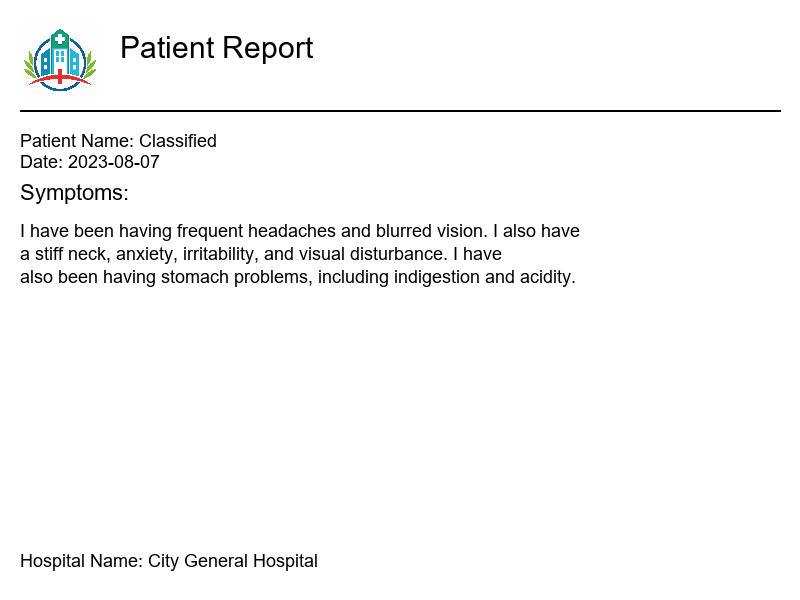 Patient Report
Patient Name: Classified
Date: 2023-08-07
Symptoms:
I have been having frequent headaches and blurred vision. I also have
a stiff neck, anxiety, irritability, and visual disturbance. I have
also been having stomach problems, including indigestion and acidity.
Hospital Name: City General Hospital